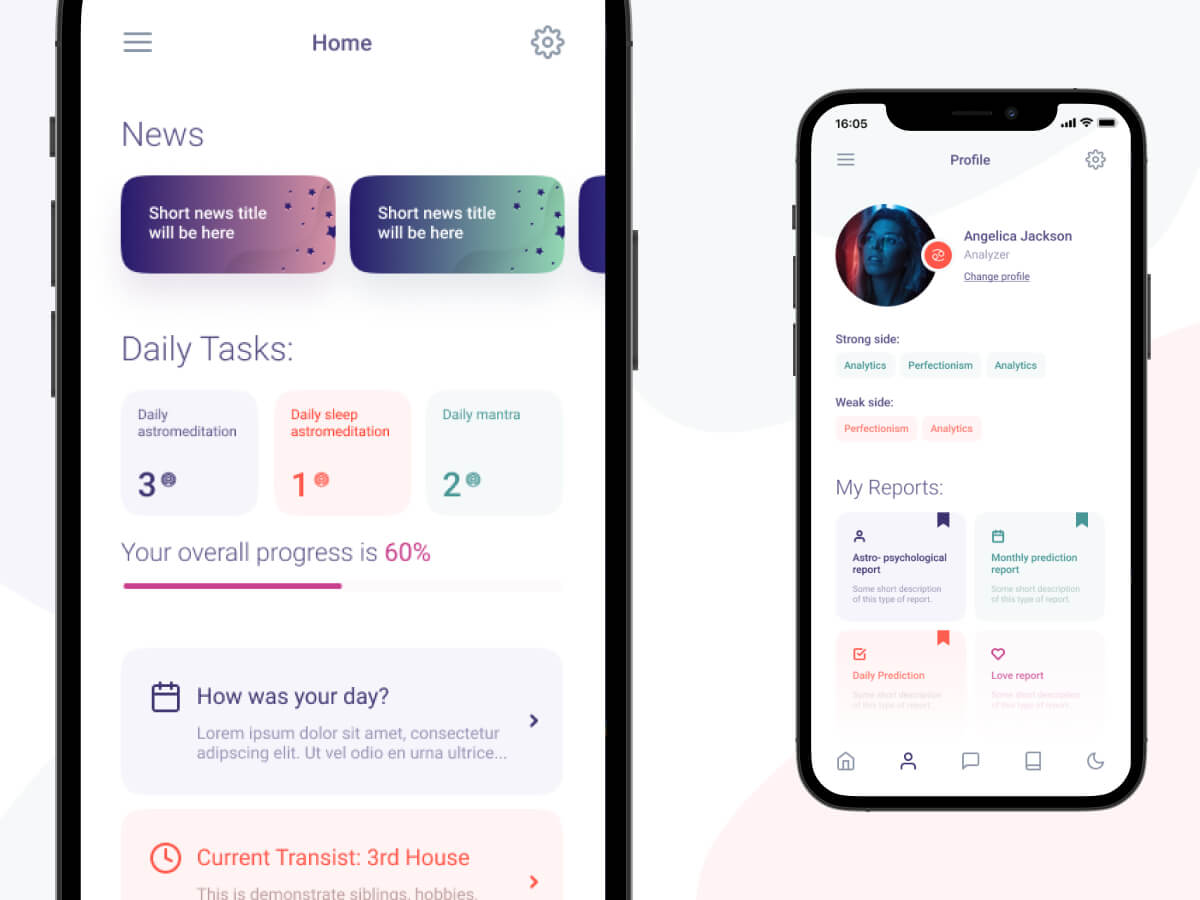 Home
News
Short news title
will be here
Short news title
will be here
Daily Tasks:
Daily
astromeditation
3
Daily sleep
astromeditation
1
Daily mantra
2
Your overall progress is 60%
How was your day?
Lorem ipsum dolor sit amet, consectetur
adipscing elit. Ut vel odio en urna ultrice...
Current Transist: 3rd House
This is demonstrate siblings, hobbies,
16:05
Profile
Angelica Jackson
Analyzer
Change profile
Strong side:
Analytics
Perfectionism
Analytics
Weak side:
Perfectionism
Analytics
My Reports:
Astro- psychological
report
Some short description
of this type of report.
Monthly prediction
report
Some short description
of this type of report.
Daily Prediction
Some short description
of this type of report.
Love report
Some short description
of this type of report.